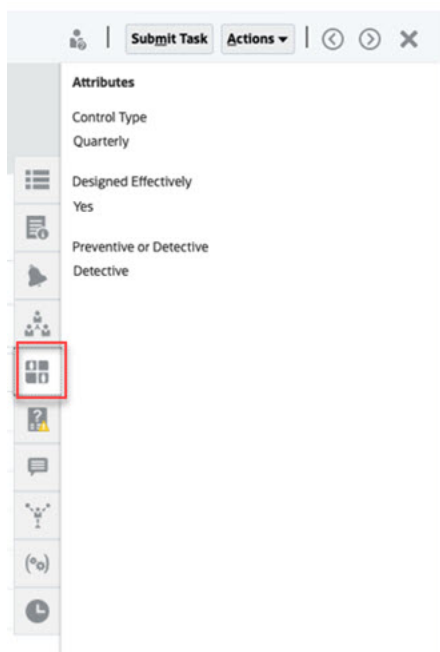 Submit Task Actions
Attributes
Control Type
Quarterly
Designed Effectively
Yes
Preventive or Detective
Detective